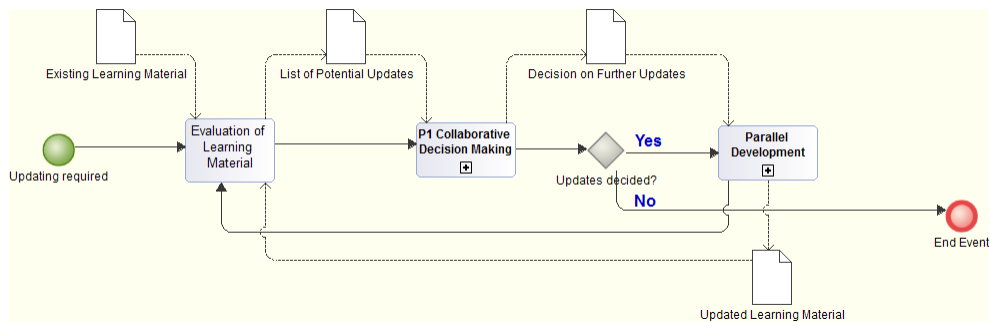 Existing Learning Material
List of Potential Updates
Decision on Further Updates
Evaluation of
Learning
Material
P1 Collaborative
Decision Making
Parallel
Development
Yes
Updating required
Updates decided?
No
End Event
Updated Learning Material